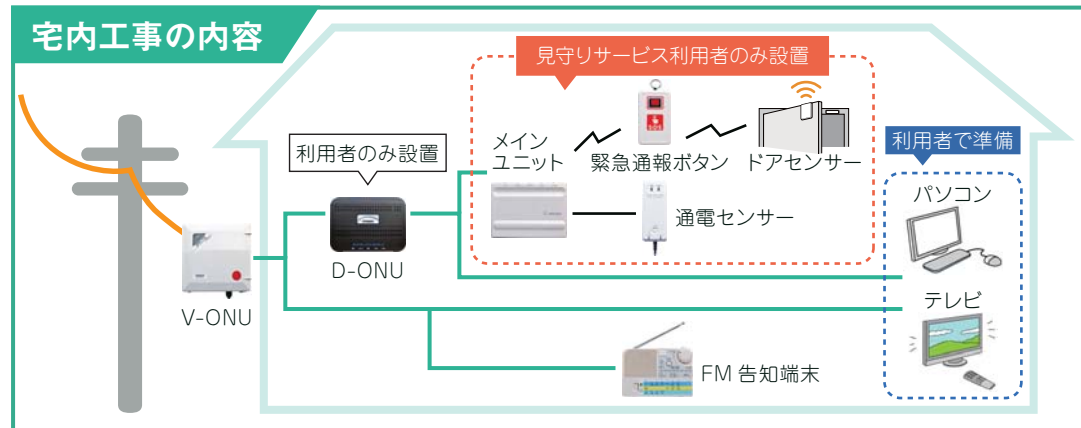 宅内工事の内容
見守りサービス利用者のみ設置
利用者のみ設置
メイン
ユニット
緊急通報ボタン
ドアセンサー
利用者で準備
SOS
パソコン
通電センサー
D-ONU
V-ONU
テレビ
FM告知端末